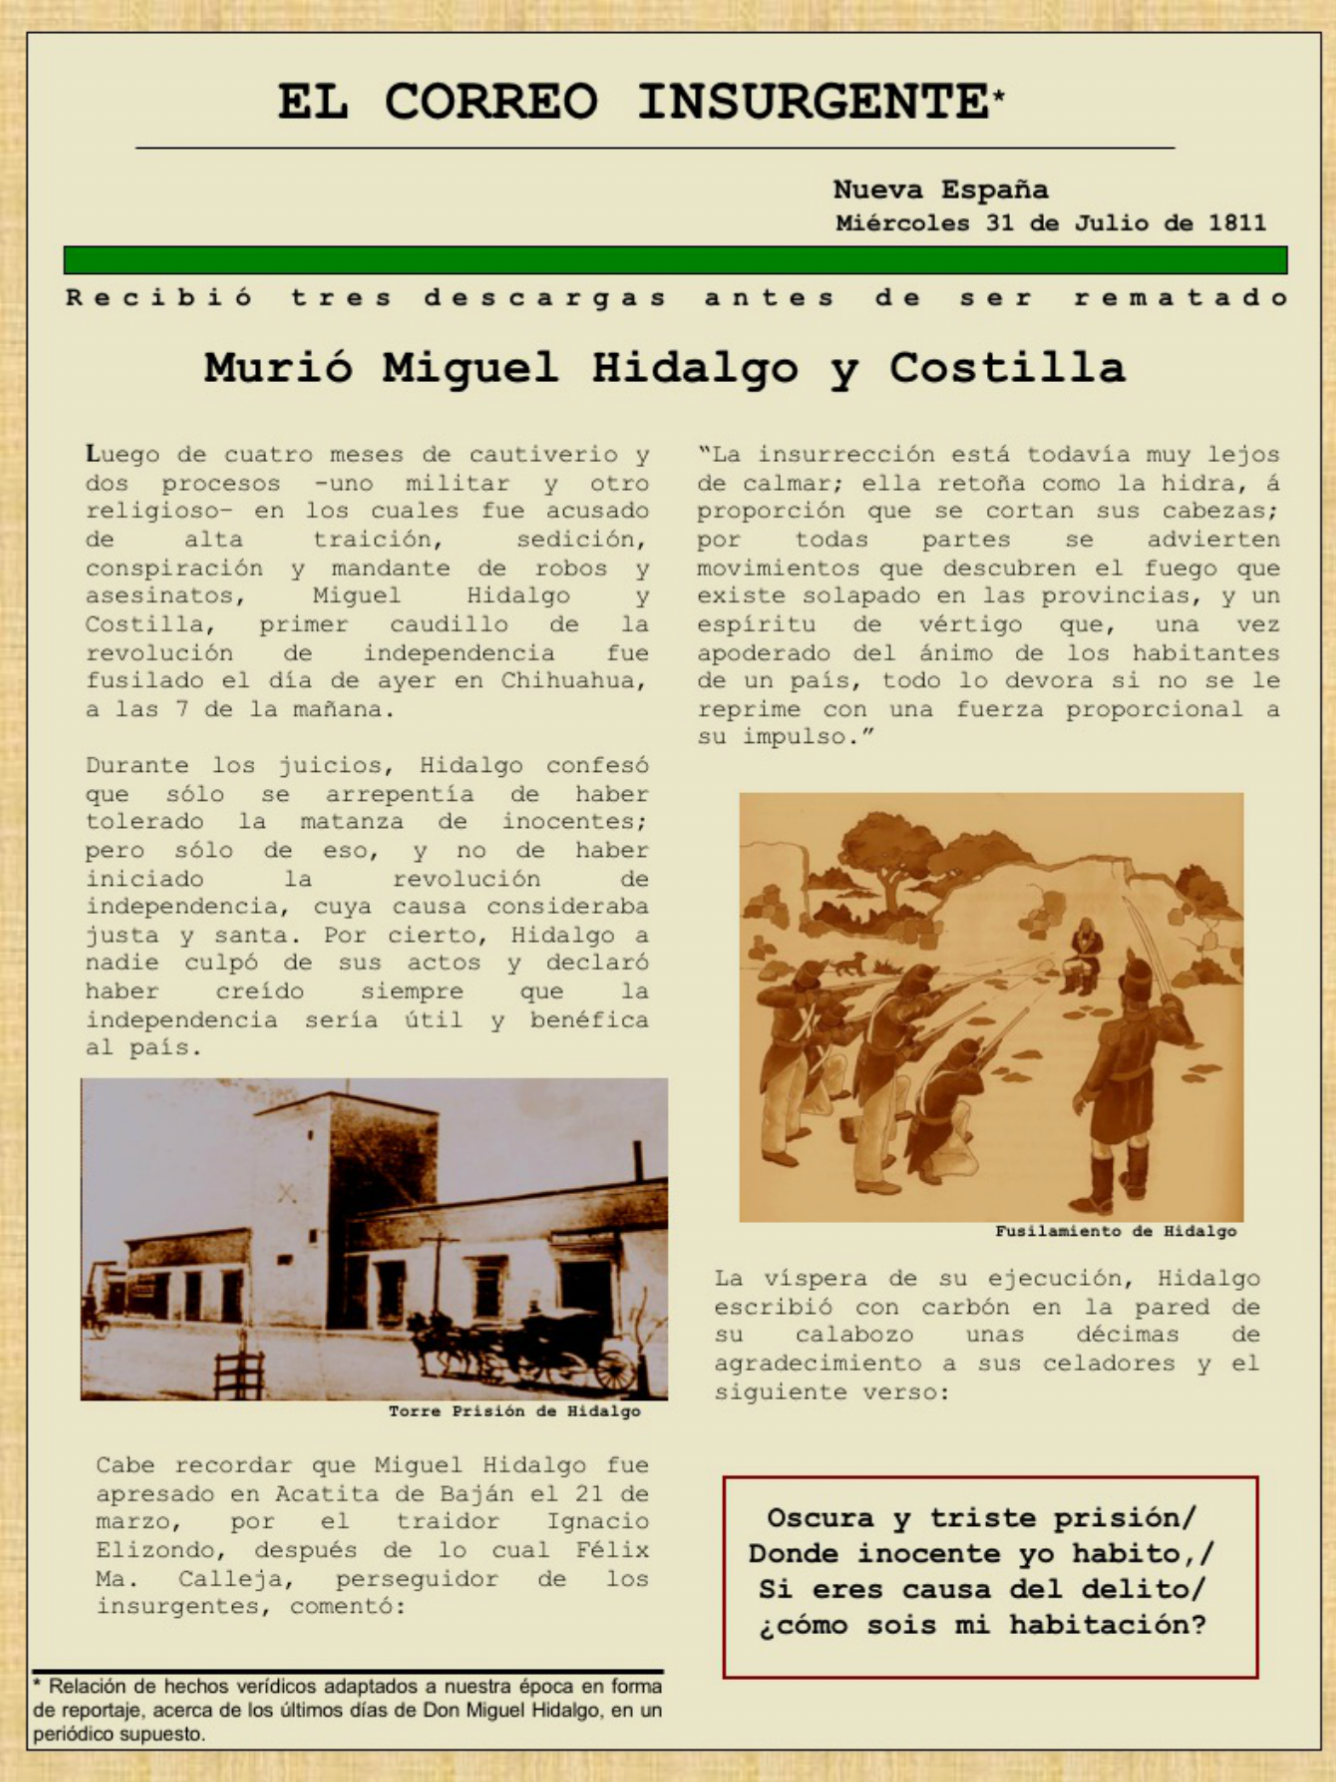 EL CORREO INSURGENTE*
Nueva España
Miércoles 31 de Julio de 1811
Recibió tres descargas antes de ser rematado
Murió Miguel Hidalgo y Costilla
Luego de cuatro meses de cautiverio y
dos procesos -uno militar y otro
religioso- en los cuales fue acusado
de alta traición, sedición,
conspiración y mandante de robos y
asesinatos, Miguel Hidalgo y
Costilla, primer caudillo de la
revolución de independencia fue
fusilado el día de ayer en Chihuahua,
a las 7 de la mañana.
Durante los juicios, Hidalgo confesó
que sólo se arrepentía de haber
tolerado la matanza de inocentes;
pero sólo de eso, y no de haber
iniciado la revolución de
independencia, cuya causa consideraba
justa y santa. Por cierto, Hidalgo a
nadie culpó de sus actos y declaró
haber creído siempre que la
independencia sería útil y benéfica
al país.
Torre Prisión de Hidalgo
Cabe recordar que Miguel Hidalgo fue
apresado en Acatita de Baján el 21 de
marzo, por el traidor Ignacio
Elizondo, después de lo cual Félix
Ma. Calleja, perseguidor de los
insurgentes, comentó:
"La insurrección está todavía muy lejos
de calmar; ella retoña como la hidra, á
proporción que se cortan sus cabezas;
por todas partes se advierten
movimientos que descubren el fuego que
existe solapado en las provincias, y un
espíritu de vértigo que, una vez
apoderado del ánimo de los habitantes
de un país, todo lo devora si no se le
reprime con una fuerza proporcional a
su impulso."
Fusilamiento de Hidalgo
La víspera de su ejecución, Hidalgo
escribió con carbón en la pared de
su calabozo unas décimas de
agradecimiento a sus celadores y el
siguiente verso:
Oscura y triste prisión/
Donde inocente yo habito,/
Si eres causa del delito/
¿cómo sois mi habitación?
* Relación de hechos verídicos adaptados a nuestra época en forma
de reportaje, acerca de los últimos días de Don Miguel Hidalgo, en un
periódico supuesto.